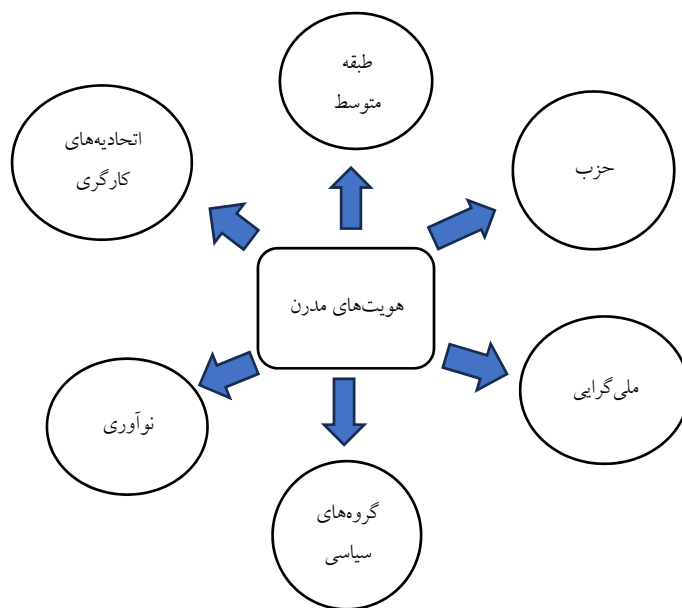 طبقه
متوسط
حزب
اتحادیه‌های
کارگری
هویت‌های مدرن
ملی‌گرایی
نوآوری
گروه‌های
سیاسی